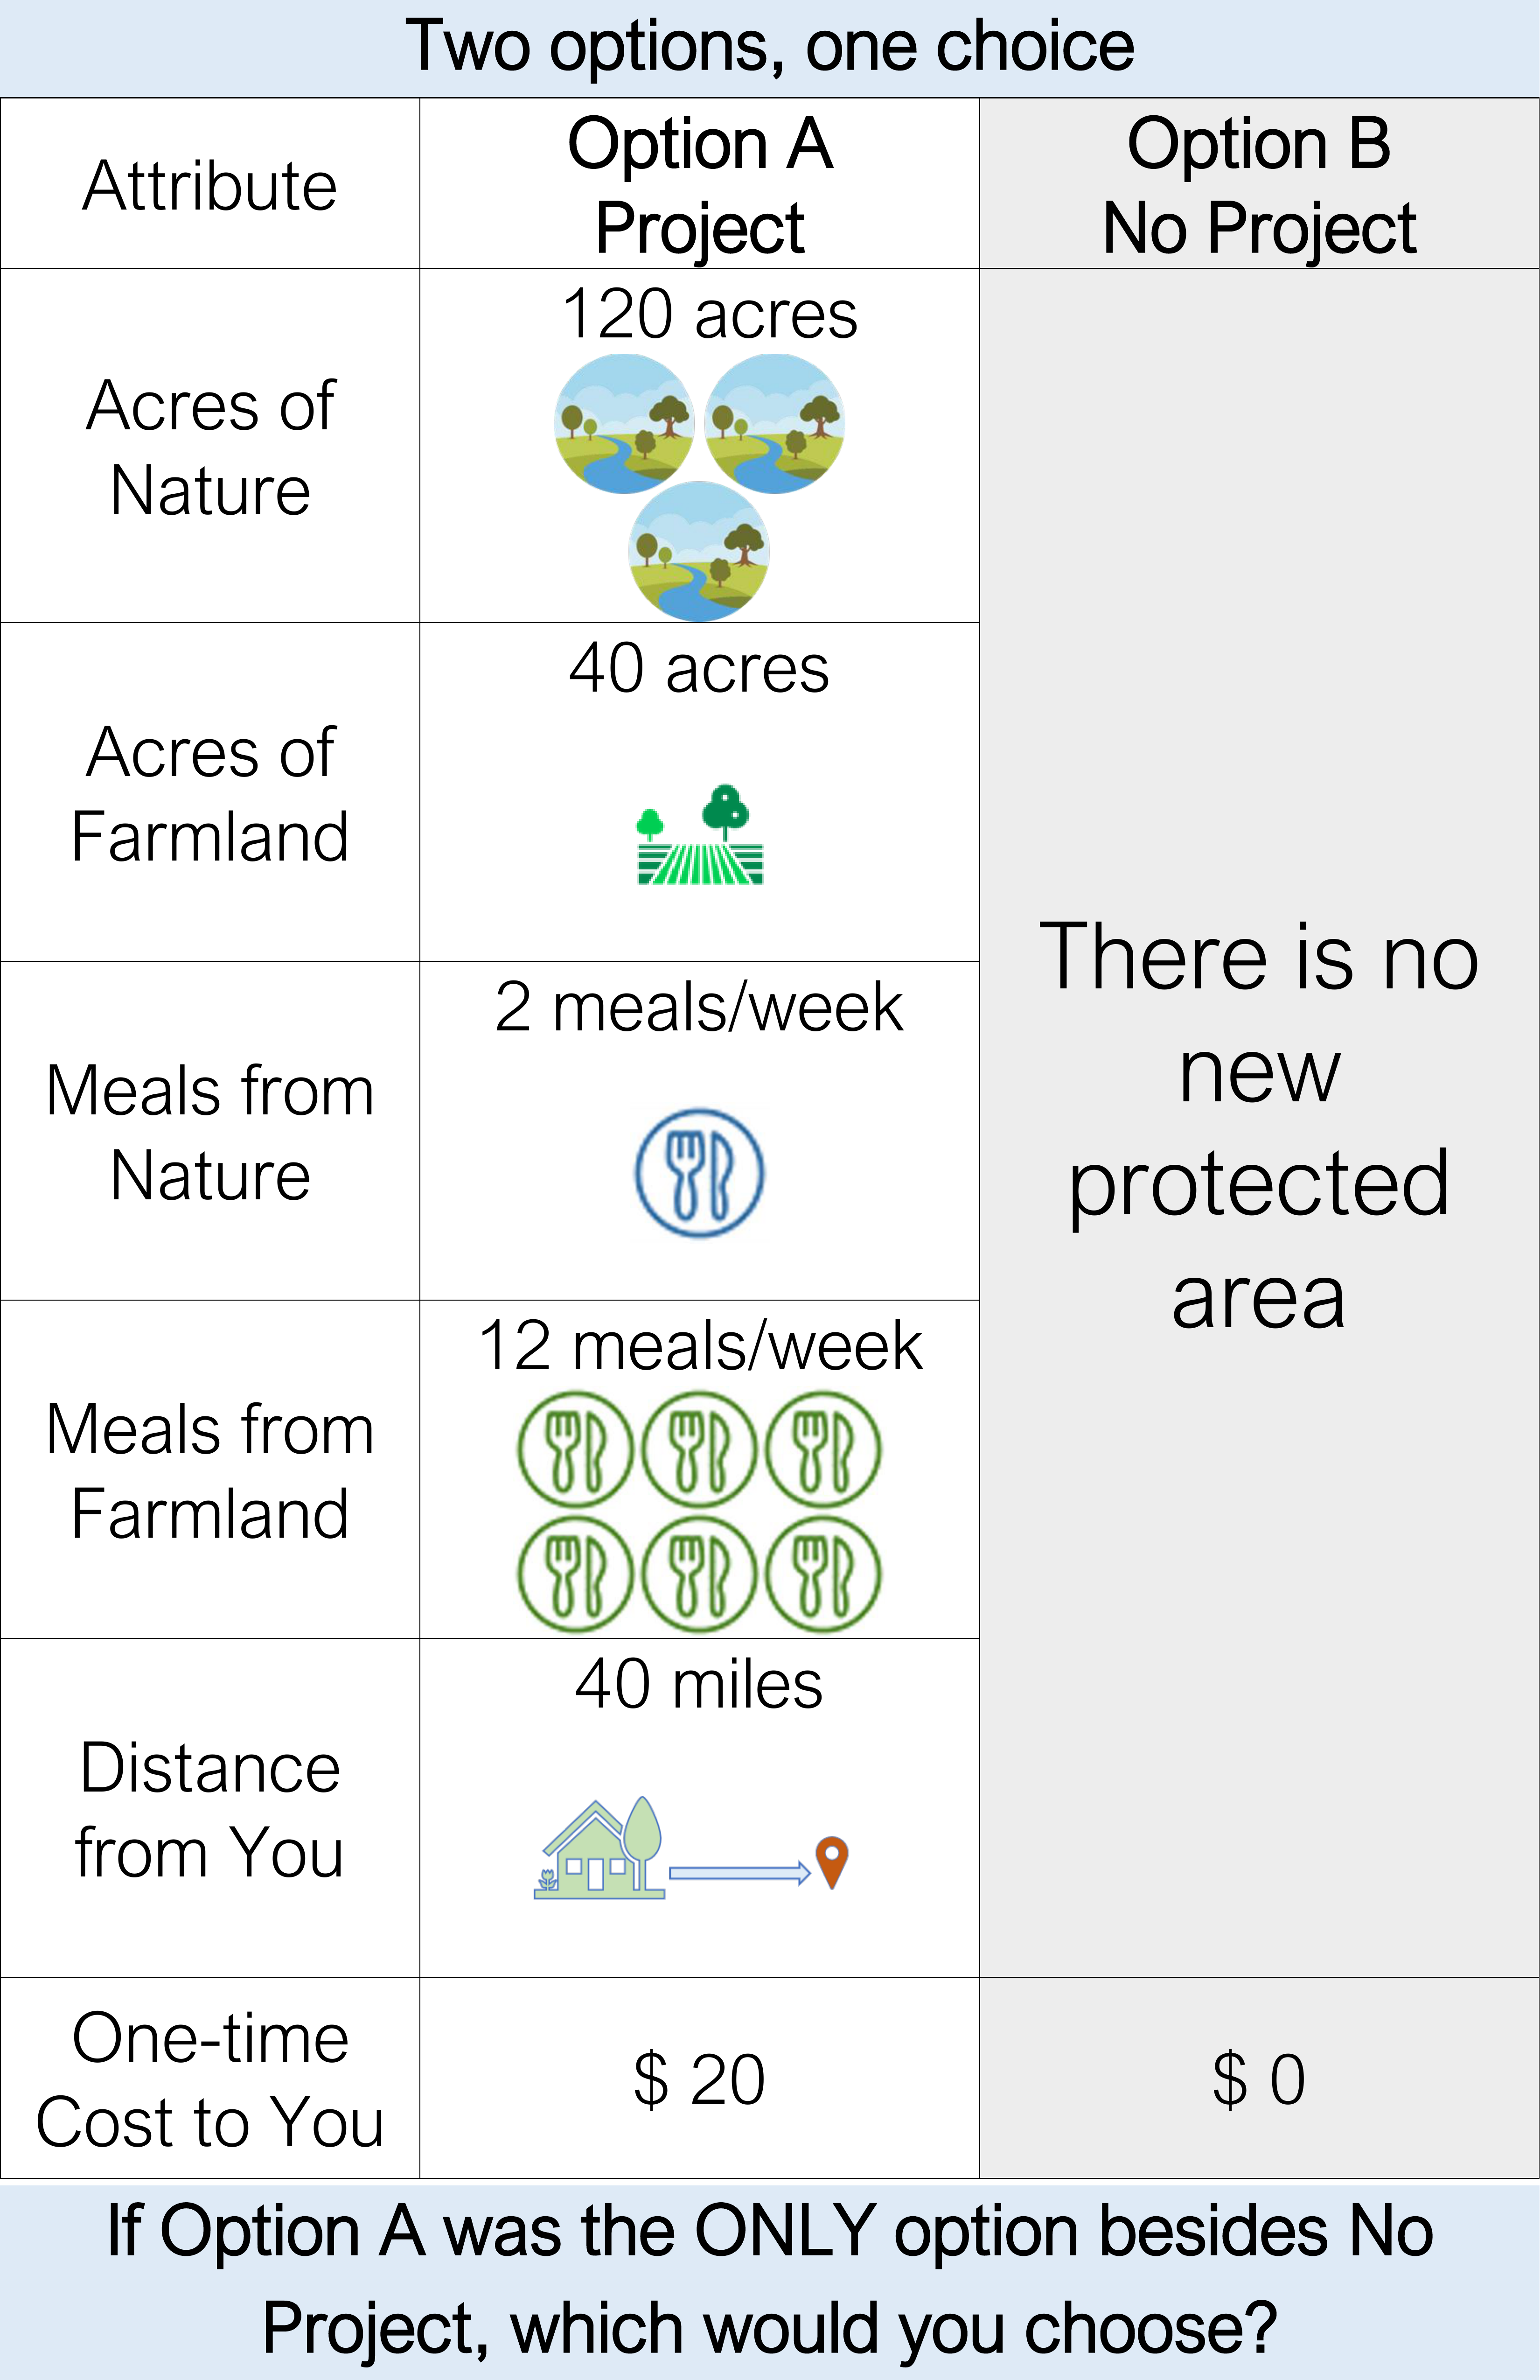 Two options, one choice
Attribute
Option A
Project
Option B
No Project
Acres of
Nature
120 acres
Acres of
Farmland
40 acres
Meals from
Nature
2 meals/week
Meals from
Farmland
12 meals/week
Distance
from You
40 miles
There is no
new
protected
area
One-time
Cost to You
$ 20
$ 0
If Option A was the ONLY option besides No
Project, which would you choose?